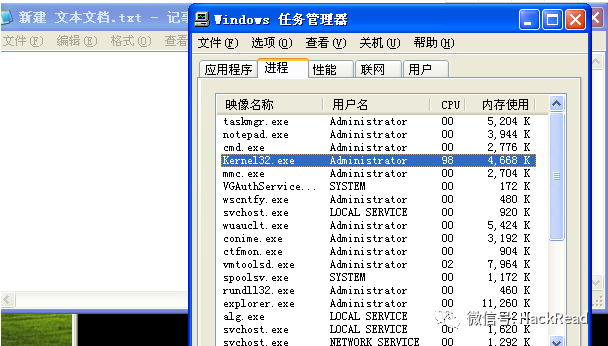 新建 文本文档.txt - 记
文件(F) 编辑(E) 格式(O) 查看
Windows 任务管理器
文件(F) 选项(O) 查看(V) 关机(U) 帮助(H)
应用程序 进程 性能 联网 用户
映像名称 用户名 CPU 内存使用
taskmgr.exe Administrator 00 5,204 K
notepad.exe Administrator 00 3,944 K
cmd.exe Administrator 00 2,776 K
Kernel32.exe Administrator 98 4,668 K
mmc.exe Administrator 00 2,704 K
VGAuthService... SYSTEM 00 172 K
wscntfy.exe Administrator 00 480 K
svchost.exe LOCAL SERVICE 00 920 K
wuauclt.exe Administrator 00 5,424 K
conime.exe Administrator 00 3,192 K
ctfmon.exe Administrator 00 904 K
vmtoolsd.exe Administrator 02 7,964 K
spoolsv.exe SYSTEM 00 1,172 K
rundll32.exe Administrator 00 460 K
explorer.exe Administrator 00 11,260 K
alg.exe LOCAL SERVICE 00
svchost.exe LOCAL SERVICE 00 1,620 K
svchost.exe NETWORK SERVICE 00 1,292 K
微信号: HackRead